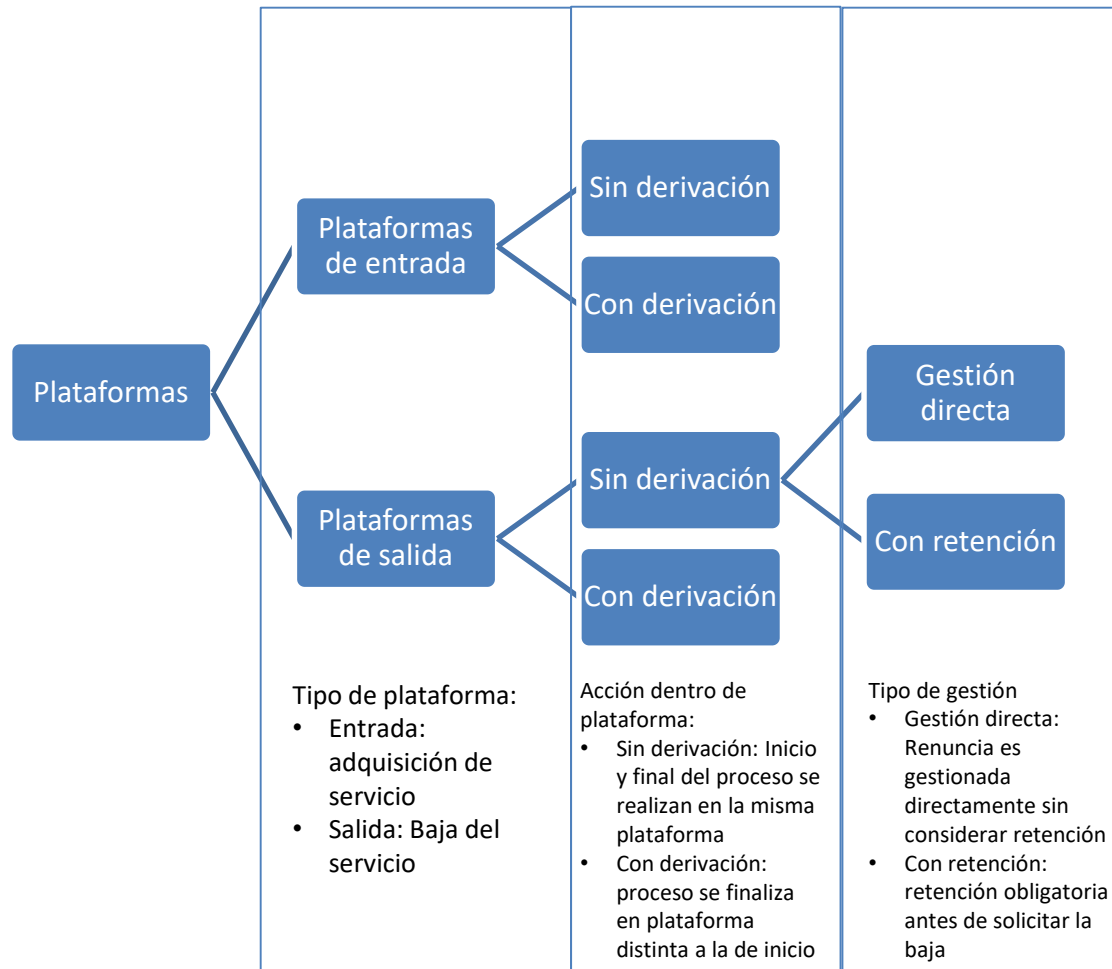 Plataformas
Plataformas
de entrada
Plataformas
de salida
Sin derivación
Con derivación
Sin derivación
Con derivación
Gestión
directa
Con retención
Tipo de plataforma:
• Entrada:
adquisición de
servicio
• Salida: Baja del
servicio
Acción dentro de
plataforma:
• Sin derivación: Inicio
y final del proceso se
realizan en la misma
plataforma
• Con derivación:
proceso se finaliza
en plataforma
distinta a la de inicio
Tipo de gestión
• Gestión directa:
Renuncia es
gestionada
directamente sin
considerar retención
• Con retención:
retención obligatoria
antes de solicitar la
baja